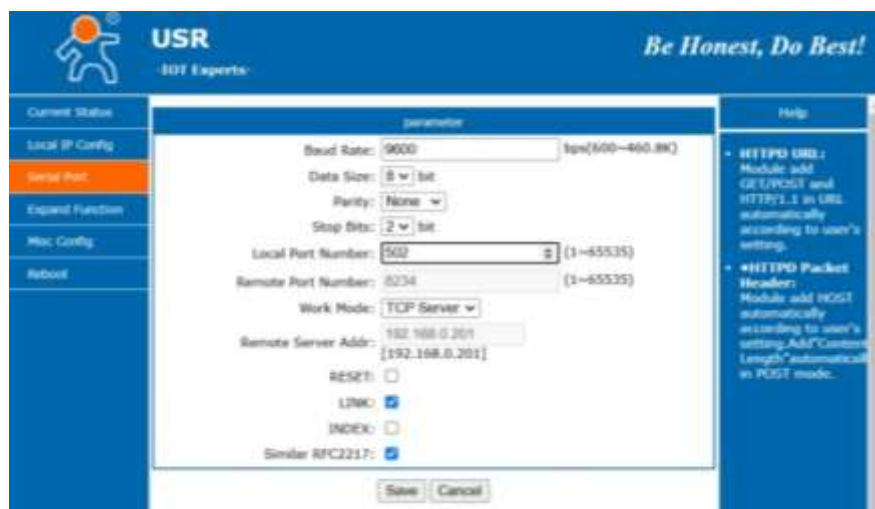 USR
-IOT Experts-
Be Honest, Do Best!
Current Status
Local IP Config
Serial Port
Expand Function
Misc Config
Reboot
parameter
Baud Rate: 9600 bps(600~460.8K)
Data Size: 8 bit
Parity: None
Stop Bits: 2 bit
Local Port Number: 502 (1~65535)
Remote Port Number: 8234 (1~65535)
Work Mode: TCP Server
Remote Server Addr: 192.168.0.201
[192.168.0.201]
RESET:
LINK:
INDEX:
Similar RFC2217:
Save Cancel
Help
• HTTPD URL:
Module add
GET/POST and
HTTP/1.1 in URL
automatically
according to user's
setting.
• •HTTPD Packet
Header:
Module add HOST
automatically
according to user's
setting.Add"Content
Length"automaticall
in POST mode.